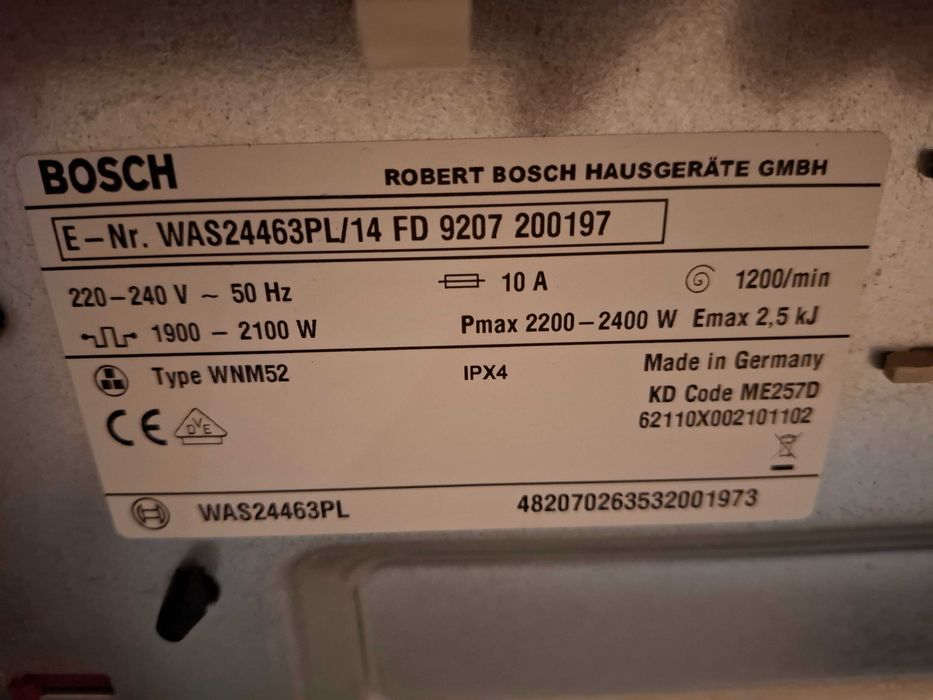 BOSCH ROBERT BOSCH HAUSGERÄTE GMBH
E-Nr. WAS24463PL/14 FD 9207 200197
220-240 V ~ 50 Hz 10 A 1200/min
1900 - 2100 W Pmax 2200-2400 W Emax 2,5 kJ
Type WNM52 IPX4 Made in Germany
KD Code ME257D
62110X002101102
CE DVE
WAS24463PL 482070263532001973